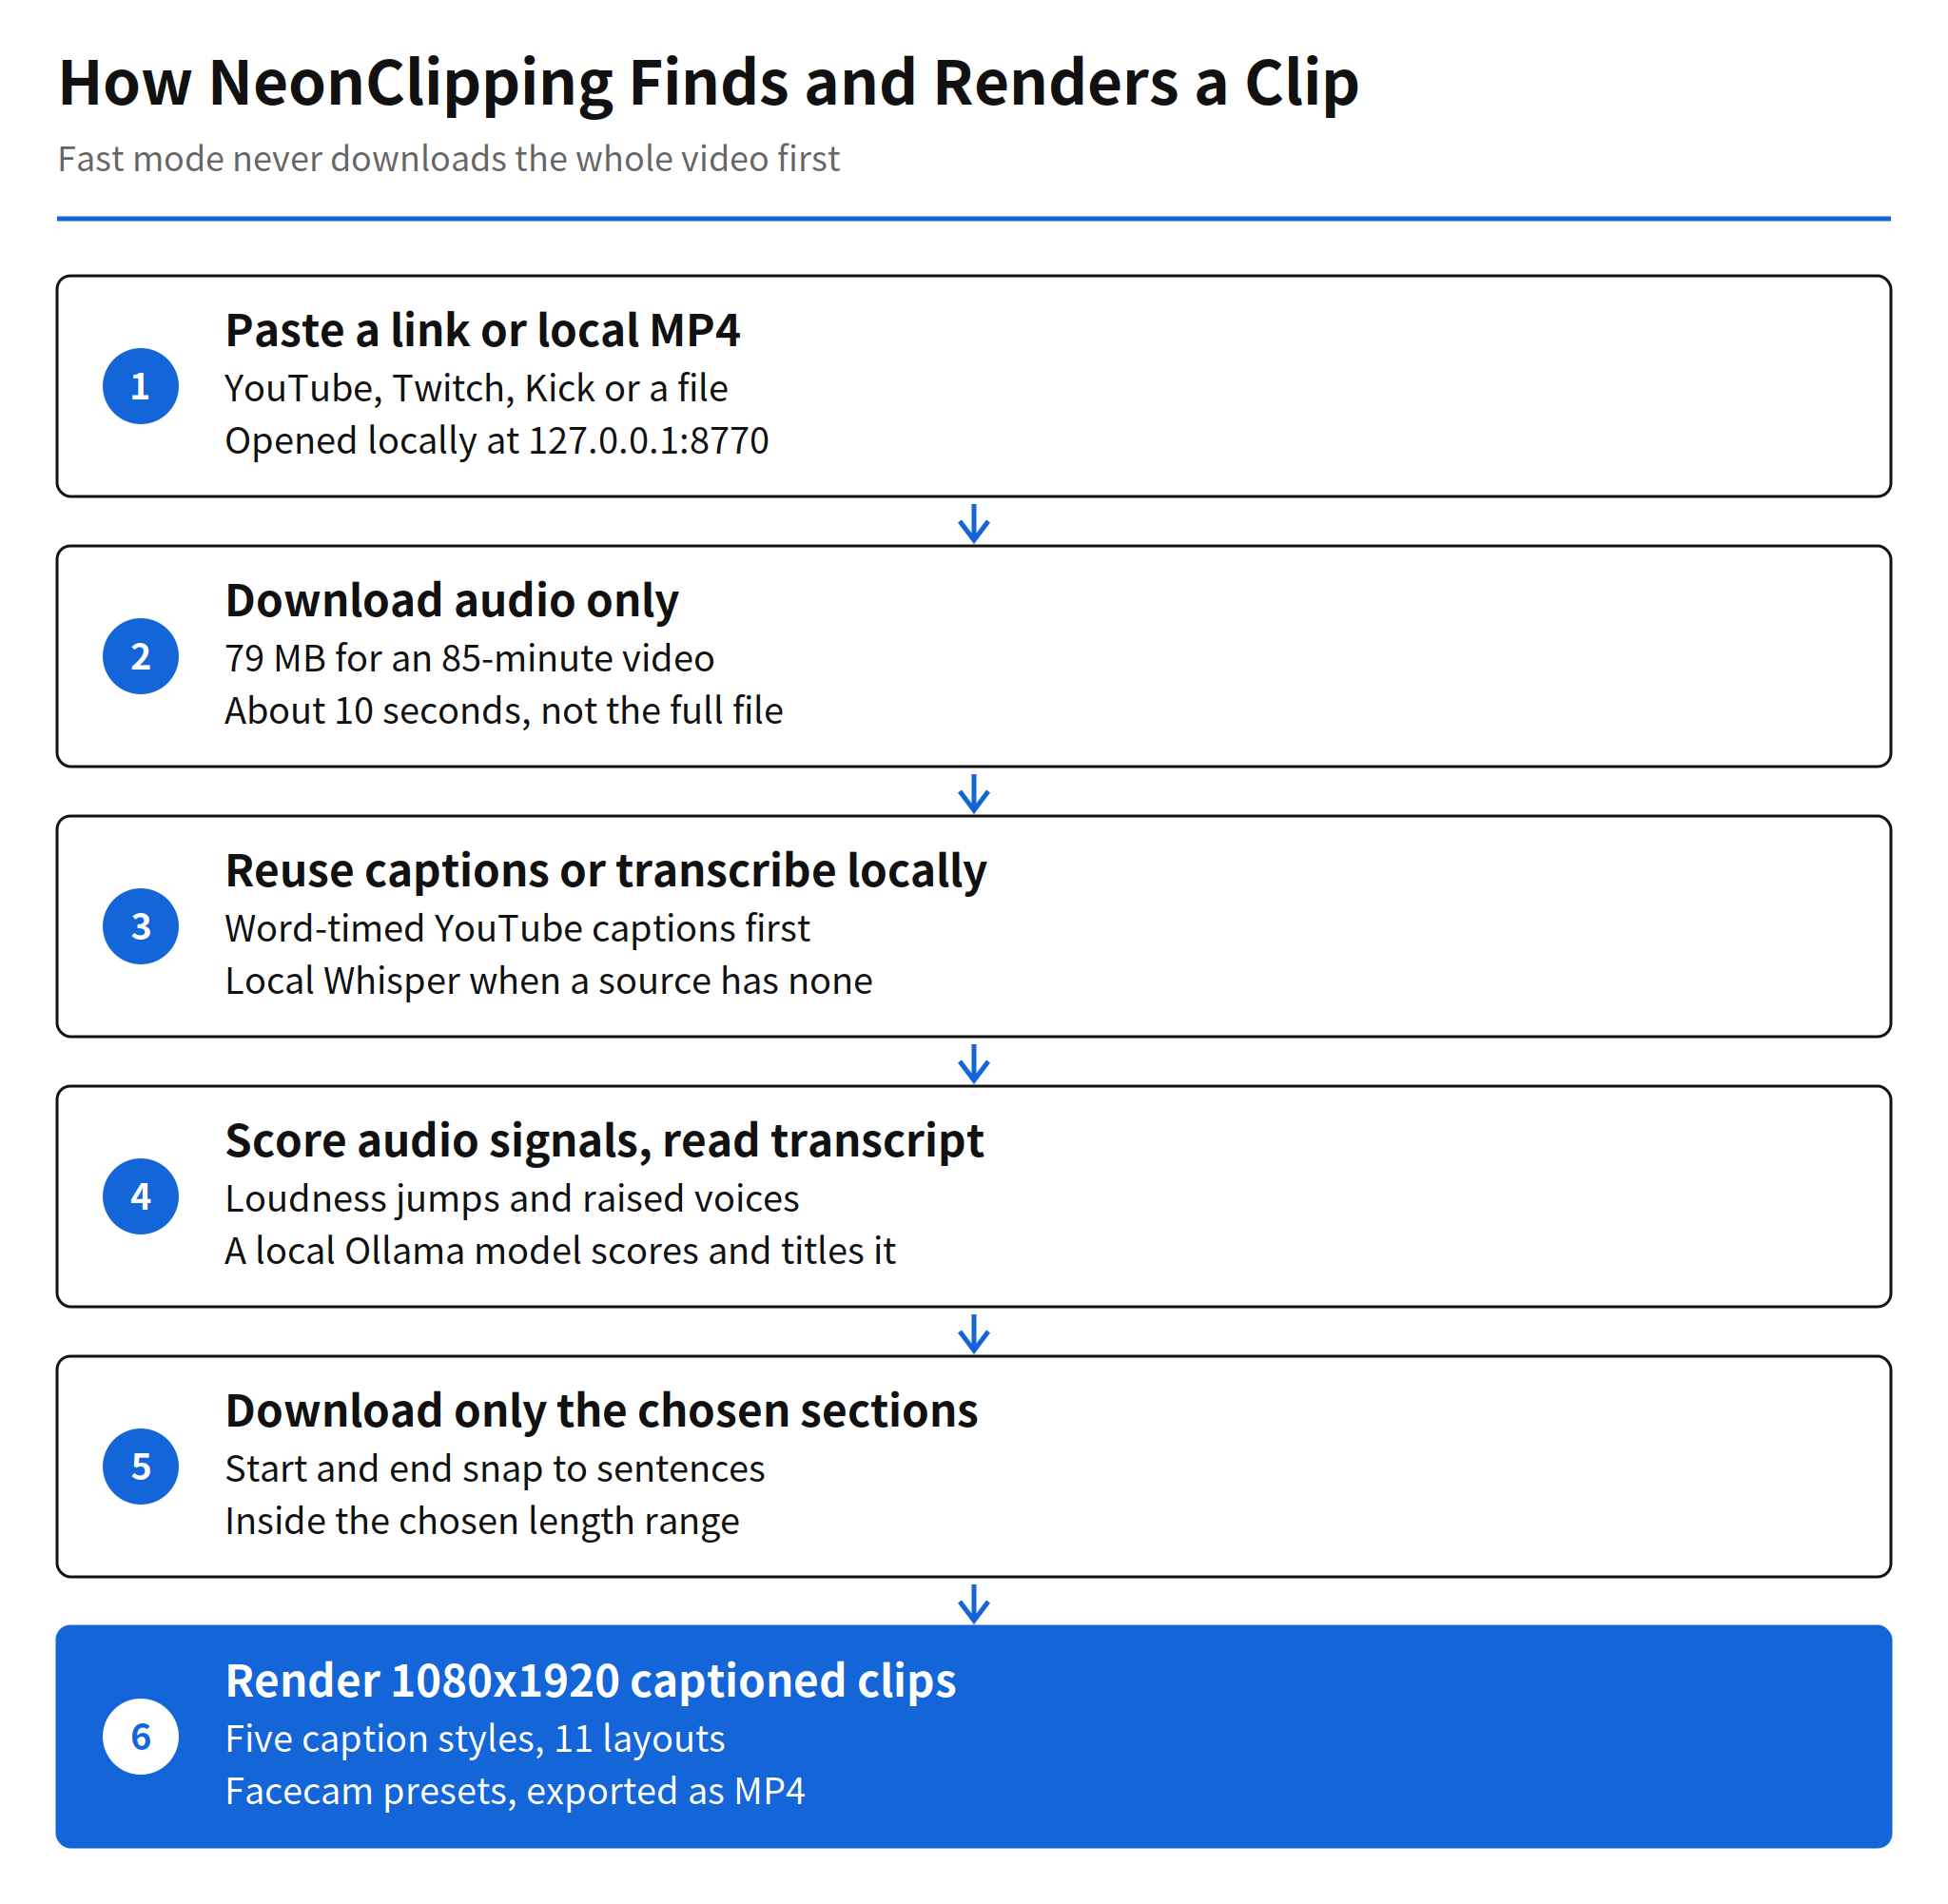 How NeonClipping Finds and Renders a Clip
Fast mode never downloads the whole video first
1
Paste a link or local MP4
YouTube, Twitch, Kick or a file
Opened locally at 127.0.0.1:8770
2
Download audio only
79 MB for an 85-minute video
About 10 seconds, not the full file
3
Reuse captions or transcribe locally
Word-timed YouTube captions first
Local Whisper when a source has none
4
Score audio signals, read transcript
Loudness jumps and raised voices
A local Ollama model scores and titles it
5
Download only the chosen sections
Start and end snap to sentences
Inside the chosen length range
6
Render 1080x1920 captioned clips
Five caption styles, 11 layouts
Facecam presets, exported as MP4